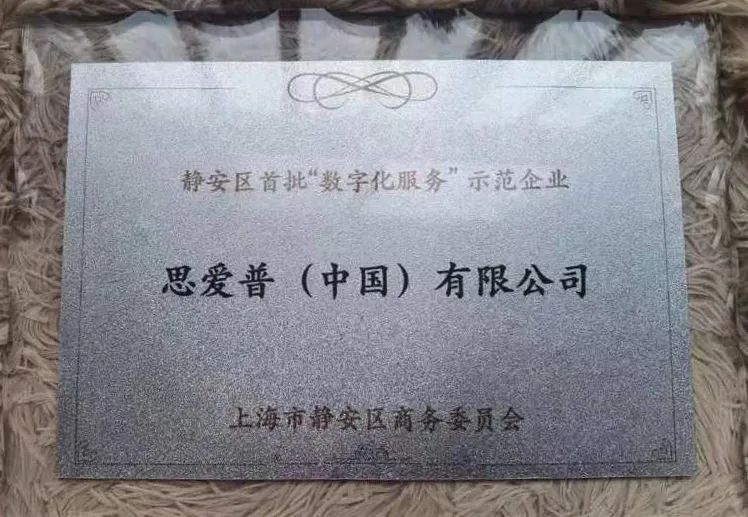 静安区首批“数字化服务”示范企业
思爱普（中国）有限公司
上海市静安区商务委员会